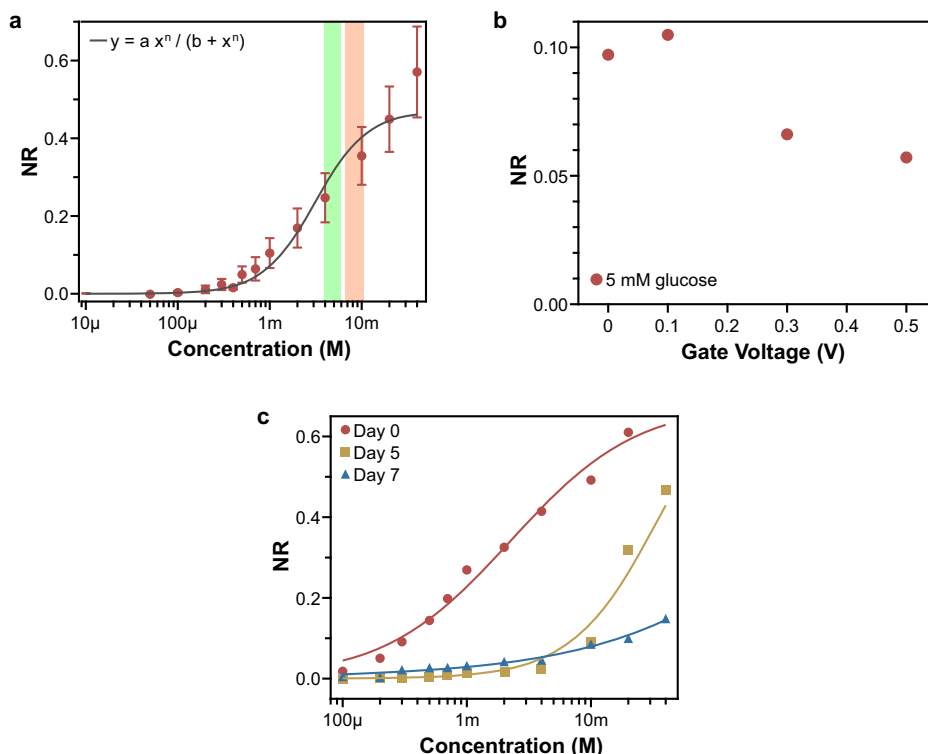 a
y = a xⁿ / (b + xⁿ)
NR
0.6
0.4
0.2
0.0
10µ 100µ 1m 10m
Concentration (M)
b
NR
0.10
0.05
0.00
5 mM glucose
0 0.1 0.2 0.3 0.4 0.5
Gate Voltage (V)
c
Day 0
Day 5
Day 7
NR
0.6
0.4
0.2
0.0
100µ 1m 10m
Concentration (M)